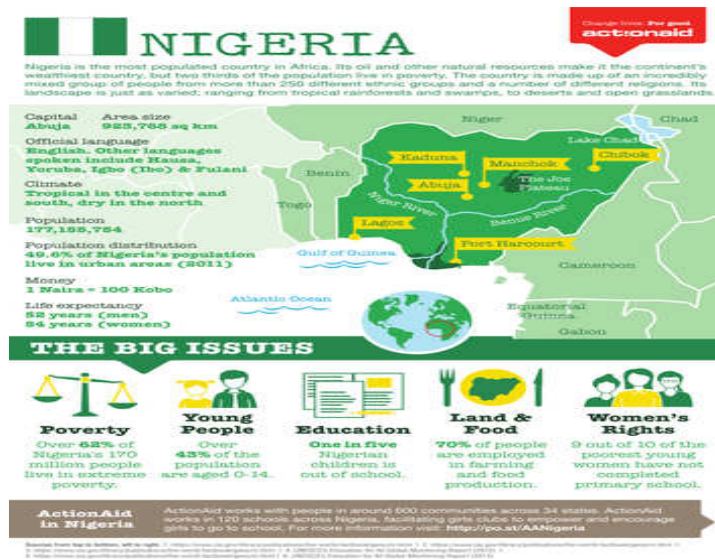 Change lives. For good
actionaid
NIGERIA
Nigeria is the most populated country in Africa. Its oil and other natural resources make it the continent's
wealthiest country, but two thirds of the population live in poverty. The country is made up of an incredibly
mixed group of people from more than 250 different ethnic groups and a number of different religions. Its
landscape is just as varied; ranging from tropical rainforests and swamps, to deserts and open grasslands.
Capital Area size
Abuja 923,768 sq km
Official language
English. Other languages
spoken include Hausa,
Yoruba, Igbo (Ibo) & Fulani
Climate
Tropical in the centre and
south, dry in the north
Population
177,155,754
Population distribution
49.6% of Nigeria's population
live in urban areas (2011)
Money
1 Naira = 100 Kobo
Life expectancy
52 years (men)
54 years (women)
Niger
Chad
Lake Chad
Kaduna
Manchok
Chibok
Benin
Abuja
The Jos
Plateau
Togo
Niger River
Benue River
Lagos
Port Harcourt
Gulf of Guinea
Cameroon
Atlantic Ocean
Equatorial
Guinea
Gabon
THE BIG ISSUES
Poverty
Over 62% of
Nigeria's 170
million people
live in extreme
poverty.
Young
People
Over
43% of the
population
are aged 0-14.
Education
One in five
Nigerian
children is
out of school.
Land &
Food
70% of people
are employed
in farming
and food
production.
Women's
Rights
9 out of 10 of the
poorest young
women have not
completed
primary school.
ActionAid
in Nigeria
ActionAid works with people in around 600 communities across 34 states. ActionAid
works in 120 schools across Nigeria, facilitating girls clubs to empower and encourage
girls to go to school. For more information visit: http://po.st/AANigeria
Sources from top to bottom, left to right.